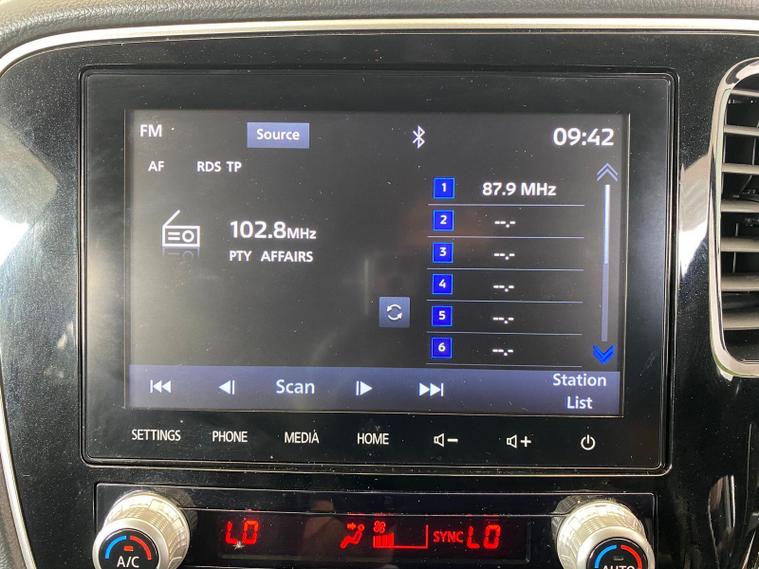 FM Source 09:42
AF RDS TP
102.8MHz
PTY AFFAIRS
1 87.9 MHz
2 --.-
3 --.-
4 --.-
5 --.-
6 --.-
Scan
Station
List
SETTINGS PHONE MEDIA HOME
LO SYNC LO
A/C AUTO